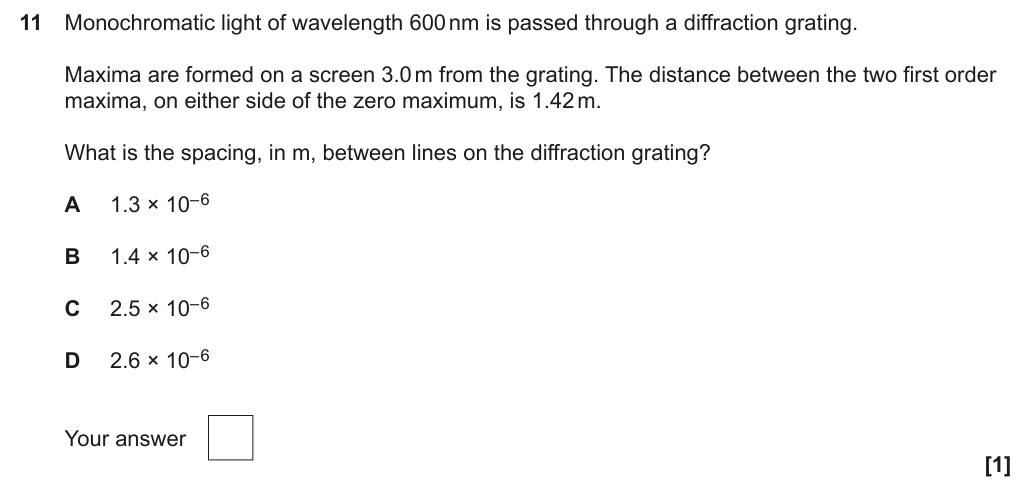 11 Monochromatic light of wavelength 600 nm is passed through a diffraction grating.
Maxima are formed on a screen 3.0 m from the grating. The distance between the two first order
maxima, on either side of the zero maximum, is 1.42 m.
What is the spacing, in m, between lines on the diffraction grating?
A 1.3 × 10⁻⁶
B 1.4 × 10⁻⁶
C 2.5 × 10⁻⁶
D 2.6 × 10⁻⁶
Your answer
[1]